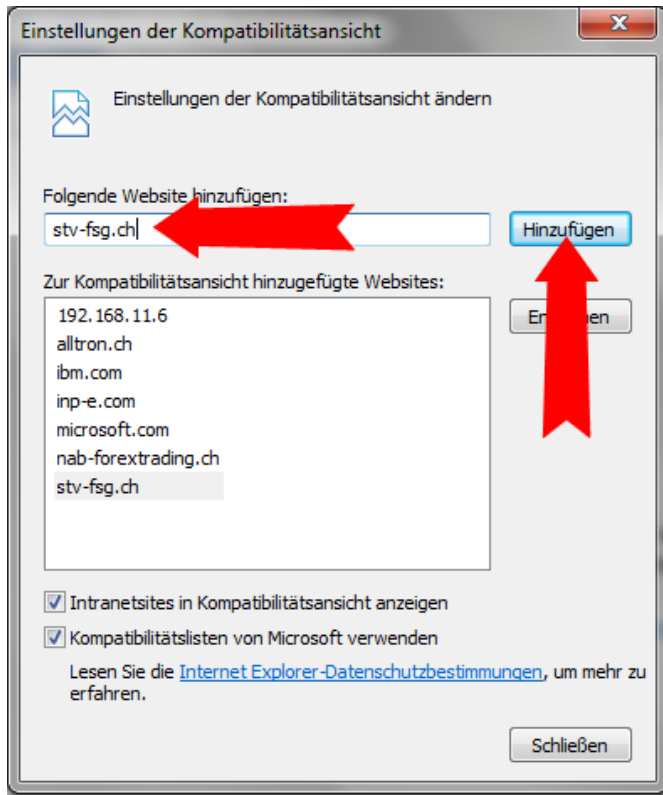 Einstellungen der Kompatibilitätsansicht
Einstellungen der Kompatibilitätsansicht ändern
Folgende Website hinzufügen:
stv-fsg.ch
Hinzufügen
Zur Kompatibilitätsansicht hinzugefügte Websites:
192.168.11.6
alltron.ch
ibm.com
inp-e.com
microsoft.com
nab-forextrading.ch
stv-fsg.ch
Intranetsites in Kompatibilitätsansicht anzeigen
Kompatibilitätslisten von Microsoft verwenden
Lesen Sie die Internet Explorer-Datenschutzbestimmungen, um mehr zu
erfahren.
Schließen